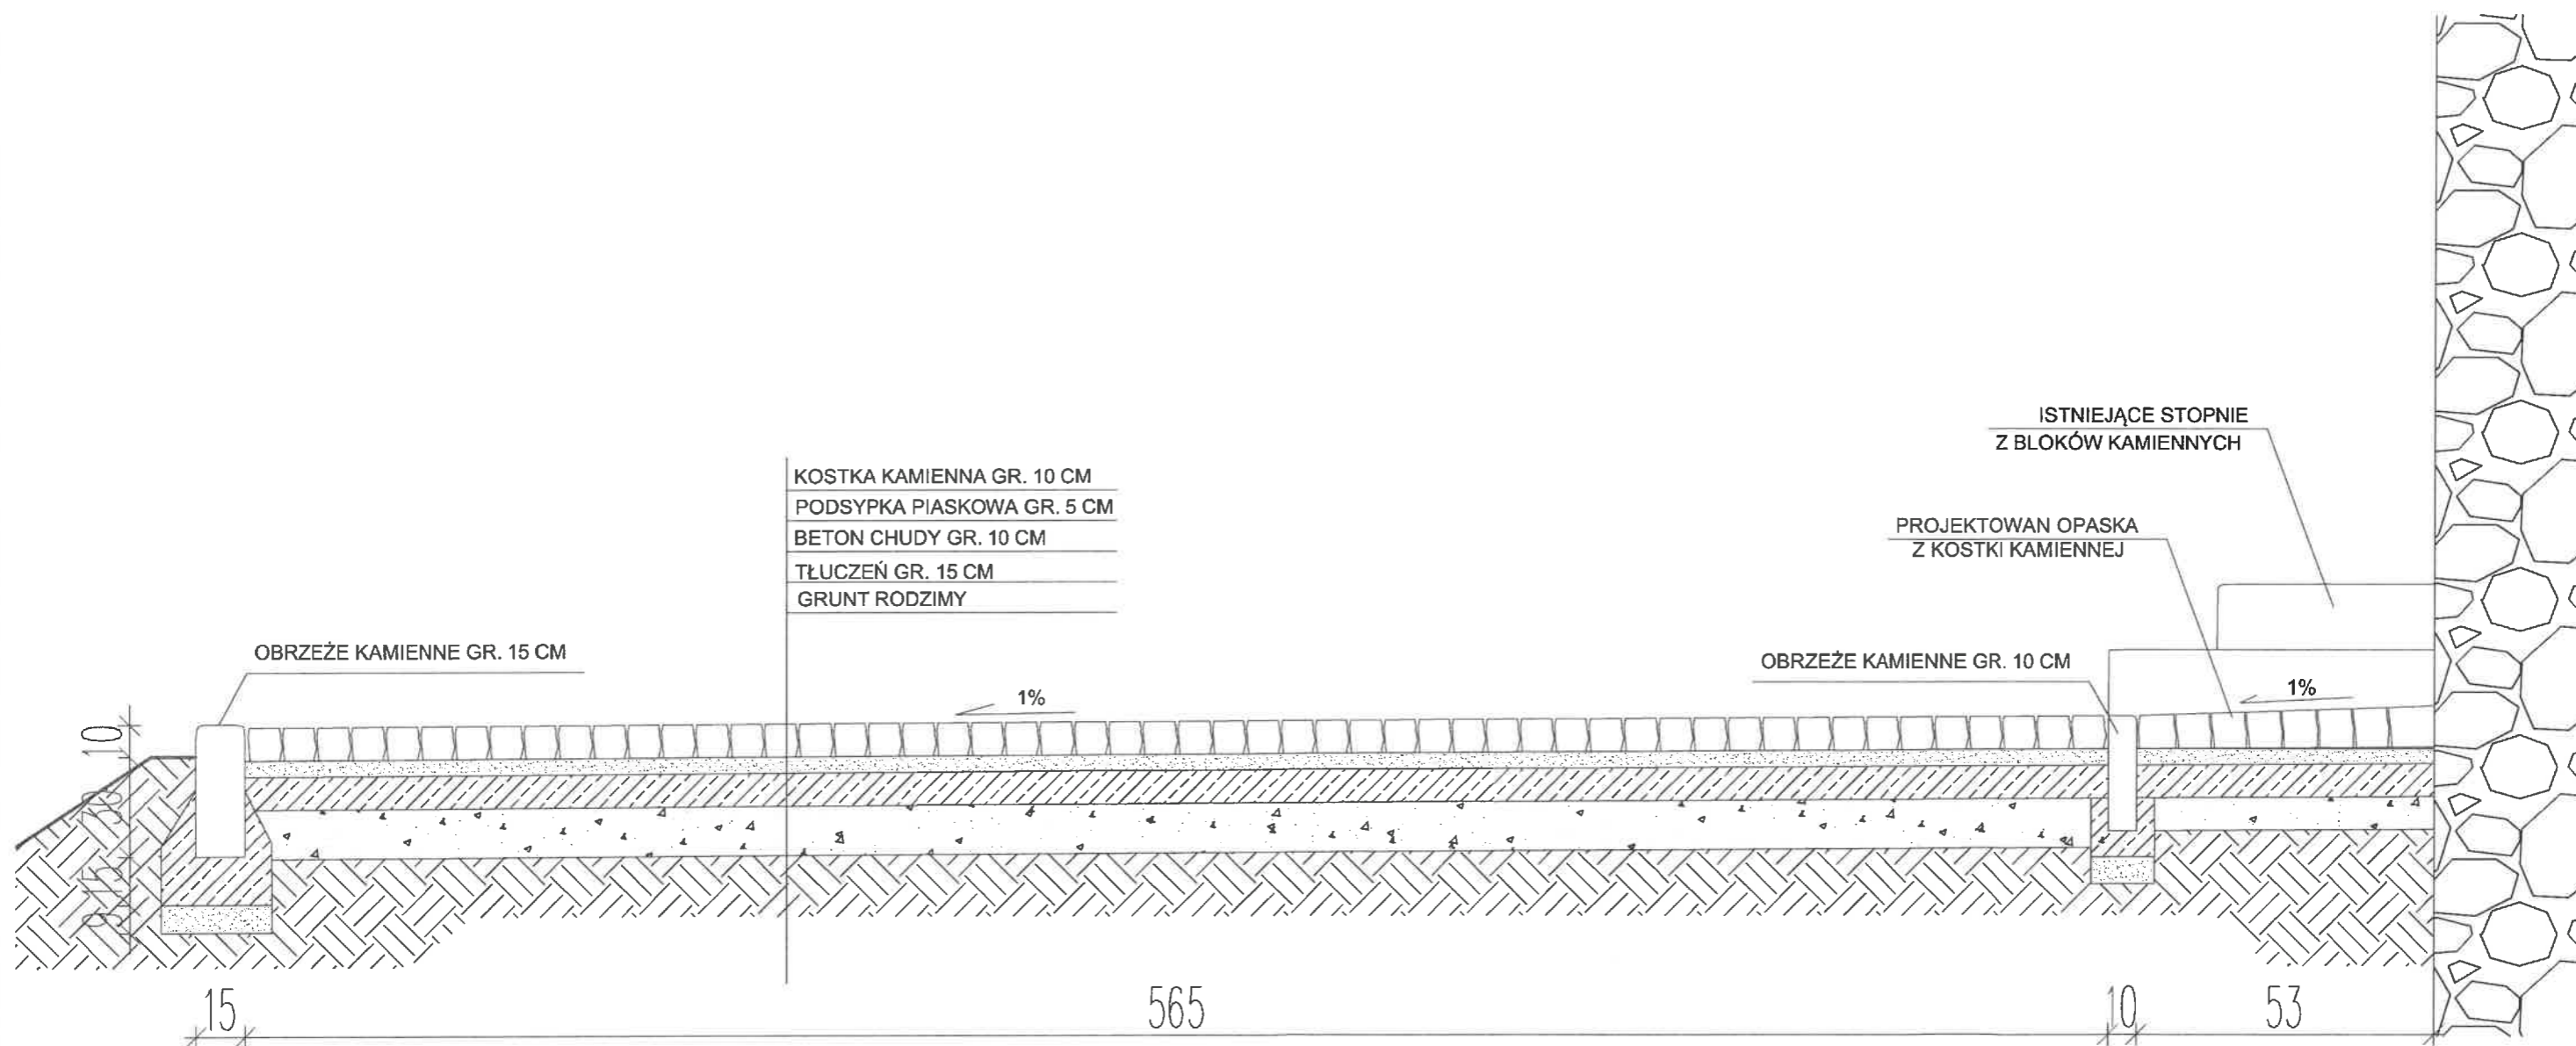 ISTNIEJĄCE STOPNIE
Z BLOKÓW KAMIENNYCH
KOSTKA KAMIENNA GR. 10 CM
PODSYPKA PIASKOWA GR. 5 CM
BETON CHUDY GR. 10 CM
TŁUCZEŃ GR. 15 CM
GRUNT RODZIMY
PROJEKTOWAN OPASKA
Z KOSTKI KAMIENNEJ
OBRZEŻE KAMIENNE GR. 15 CM
OBRZEŻE KAMIENNE GR. 10 CM
1%
1%
10
30
15
15
565
10
53